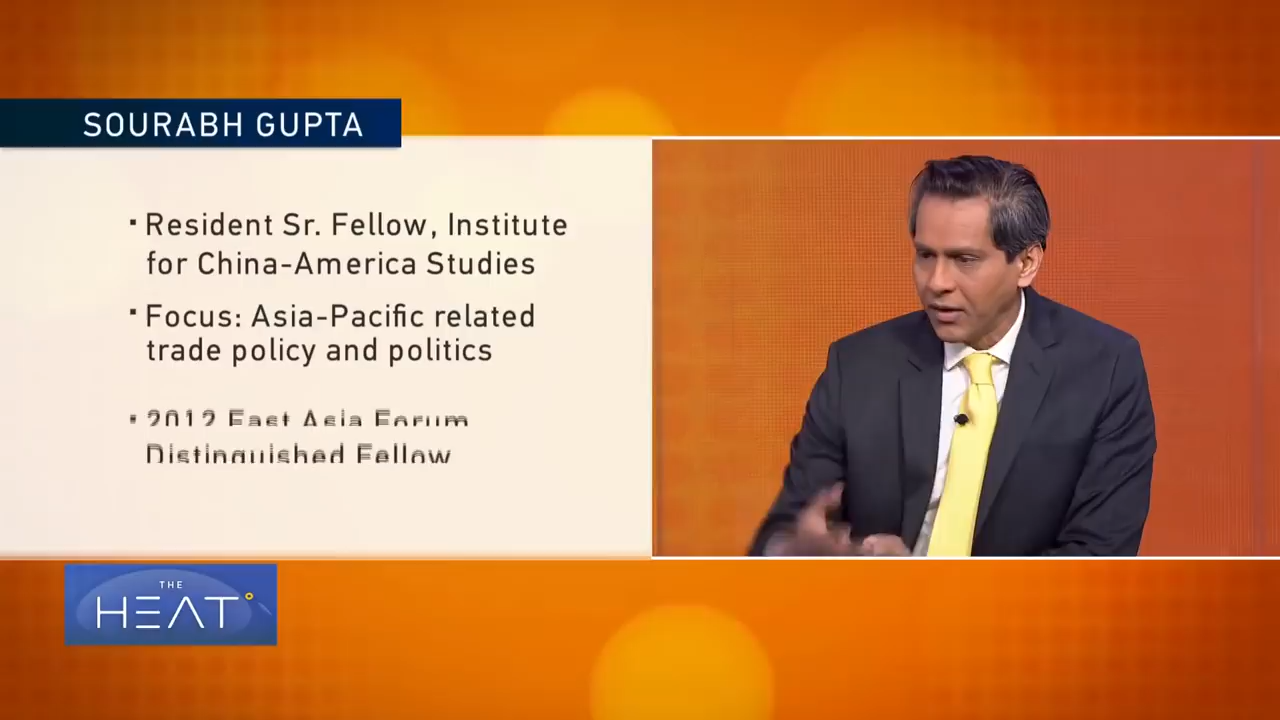 SOURABH GUPTA
▪ Resident Sr. Fellow, Institute
for China-America Studies
▪ Focus: Asia-Pacific related
trade policy and politics
▪ 2012 East Asia Forum
Distinguished Fellow
THE
HEAT